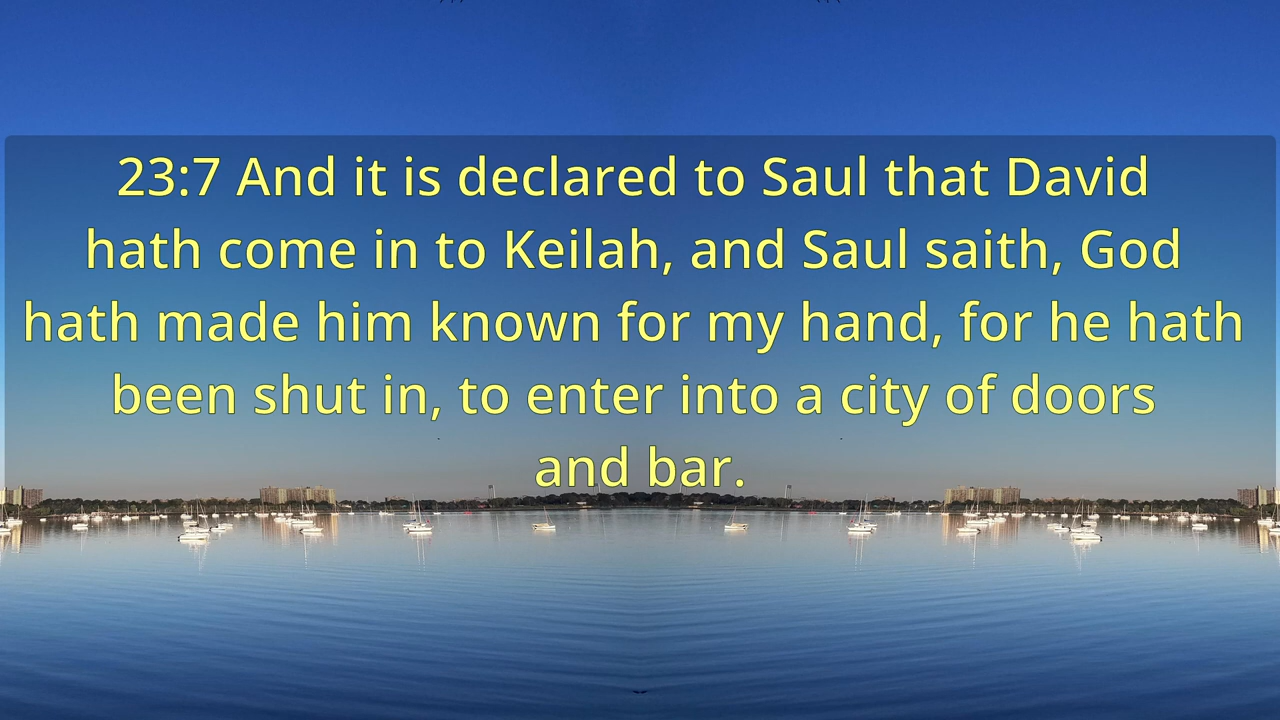 23:7 And it is declared to Saul that David
hath come in to Keilah, and Saul saith, God
hath made him known for my hand, for he hath
been shut in, to enter into a city of doors
and bar.